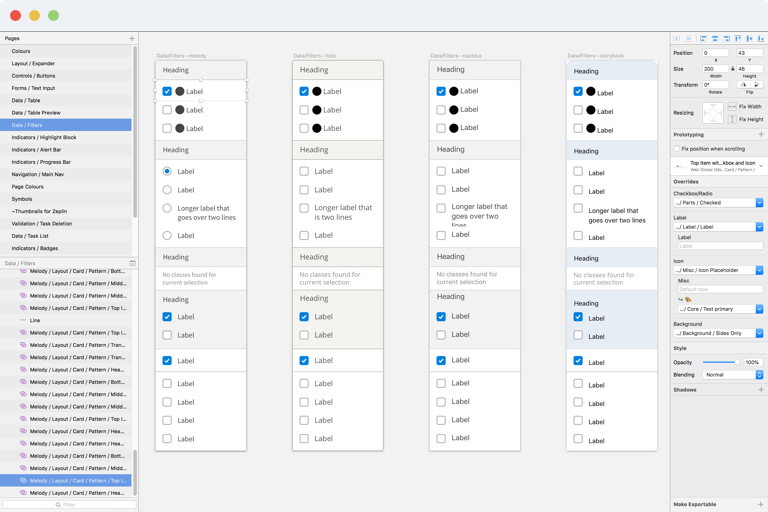 Pages
Colours
Layout / Expander
Controls / Buttons
Forms / Text Input
Data / Table
Data / Table Preview
Data / Filters
Indicators / Highlight Block
Indicators / Alert Bar
Indicators / Progress Bar
Navigation / Main Nav
Page Colours
Symbols
~Thumbnails for Zeplin
Validation / Task Deletion
Data / Task List
Indicators / Badges
Data / Filters
Melody / Layout / Card / Pattern / Bott...
Melody / Layout / Card / Pattern / Midd...
Melody / Layout / Card / Pattern / Midd...
Melody / Layout / Card / Pattern / Top I...
Line
Melody / Layout / Card / Pattern / Top I...
Melody / Layout / Card / Pattern / Tran...
Melody / Layout / Card / Pattern / Tran...
Melody / Layout / Card / Pattern / Hea...
Melody / Layout / Card / Pattern / Bott...
Melody / Layout / Card / Pattern / Midd...
Melody / Layout / Card / Pattern / Midd...
Melody / Layout / Card / Pattern / Top I...
Melody / Layout / Card / Pattern / Hea...
Melody / Layout / Card / Pattern / Hea...
Melody / Layout / Card / Pattern / Bott...
Melody / Layout / Card / Pattern / Midd...
Melody / Layout / Card / Pattern / Top I...
Melody / Layout / Card / Pattern / Hea...
Filter
Data/Filters--melody
Heading
Label
Label
Label
Heading
Label
Label
Longer label that
goes over two lines
Label
Heading
No classes found for
current selection
Heading
Label
Label
Label
Label
Label
Label
Label
Data/Filters--folio
Heading
Label
Label
Label
Heading
Label
Label
Longer label that
is two lines
Label
Heading
No classes found for
current selection
Heading
Label
Label
Label
Label
Label
Label
Label
Data/Filters--nautilus
Heading
Label
Label
Label
Heading
Label
Label
Longer label that
goes over two
lines
Label
Heading
No classes found for
current selection
Heading
Label
Label
Label
Label
Label
Label
Label
Data/Filters--storybook
Heading
Label
Label
Label
Heading
Label
Label
Longer label that
goes over two lines
Label
Heading
No classes found for
current selection
Heading
Label
Label
Label
Label
Label
Label
Label
Position 0 43
X Y
Size 200 46
Width Height
Transform 0°
Rotate Flip
Resizing Fix Width
Fix Height
Prototyping
Fix position when scrolling
Top Item wit...kbox and Icon
Web Global (Ma...Card / Pattern /
Overrides
Checkbox/Radio
.../ Parts / Checked
Label
.../ Label / Label
Label
Label
Icon
.../ Misc / Icon Placeholder
Misc
Default icon
.../ Core / Text primary
Background
.../ Background / Sides Only
Style
Opacity 100%
Blending Normal
Shadows
Make Exportable